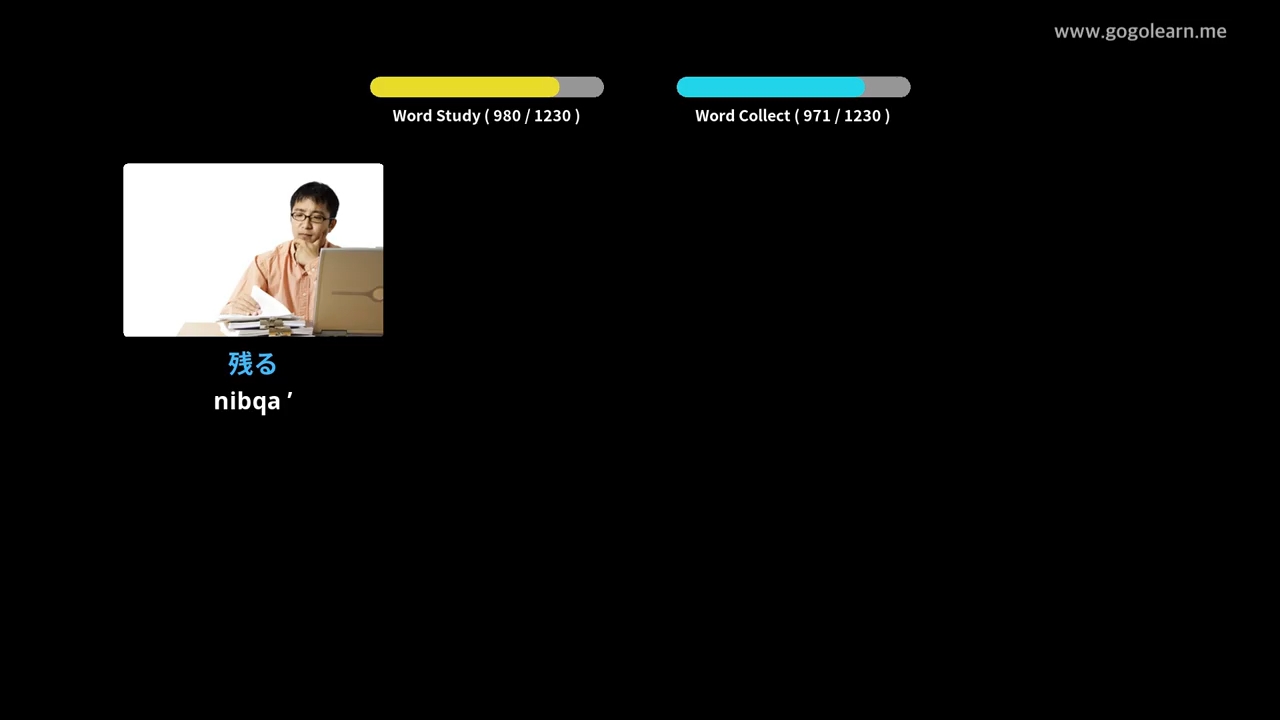 www.gogolearn.me
Word Study ( 980 / 1230 )
Word Collect ( 971 / 1230 )
残る
nibqa ’